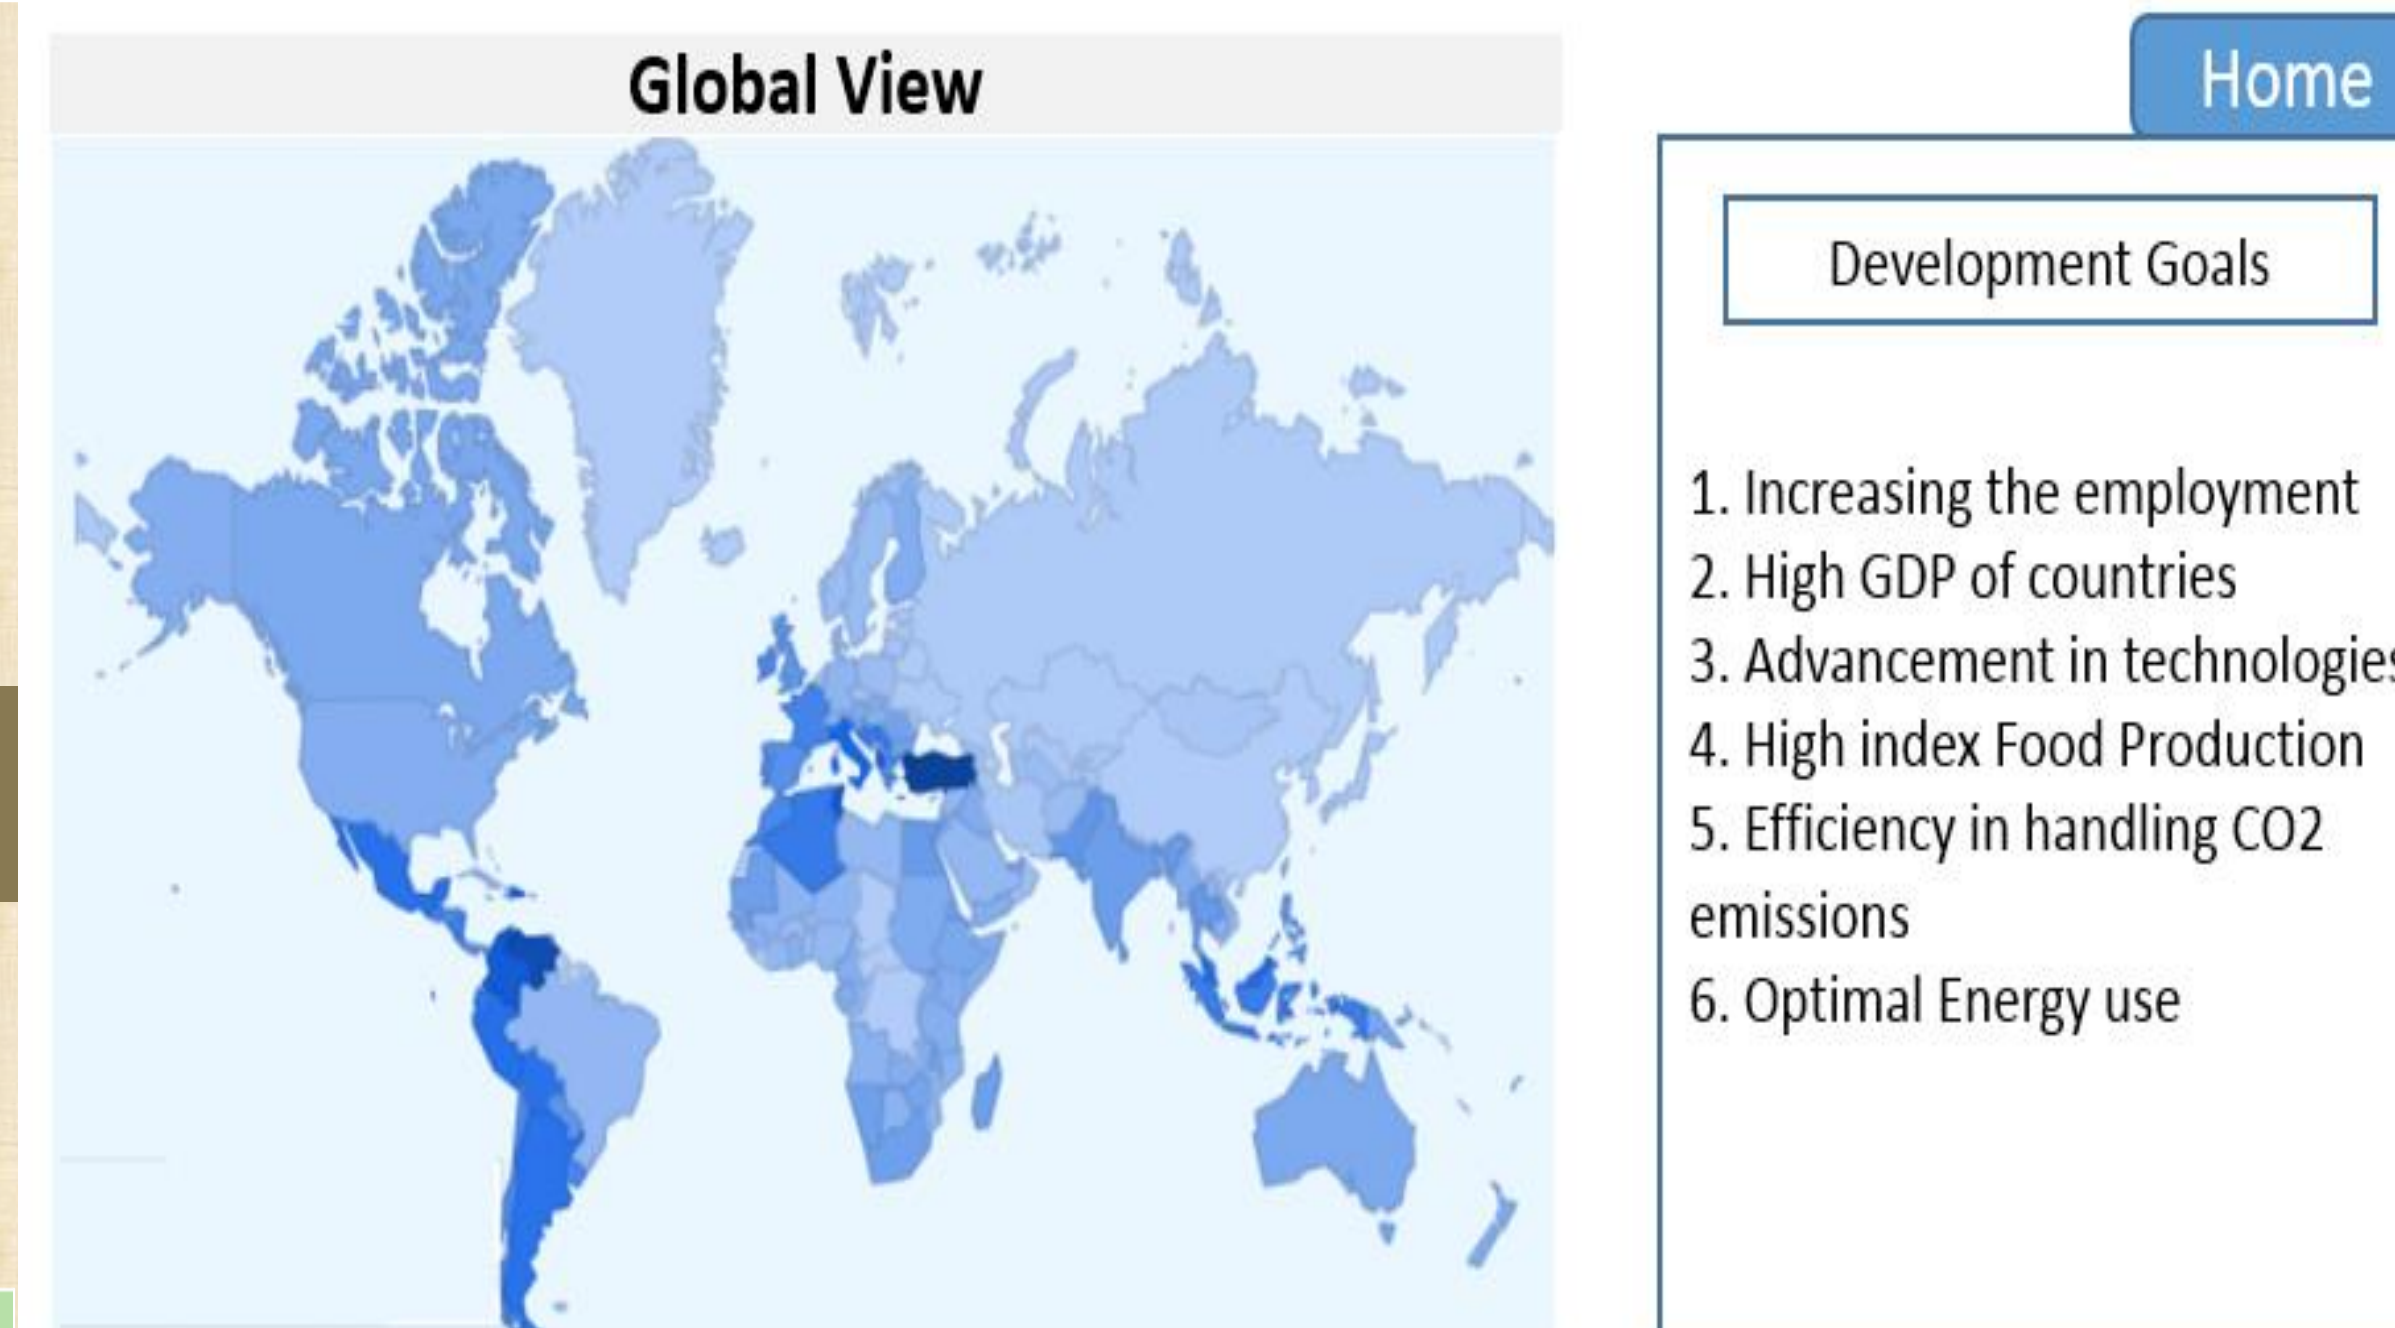 Global View
Home
Development Goals
1. Increasing the employment
2. High GDP of countries
3. Advancement in technologies
4. High index Food Production
5. Efficiency in handling CO2
emissions
6. Optimal Energy use